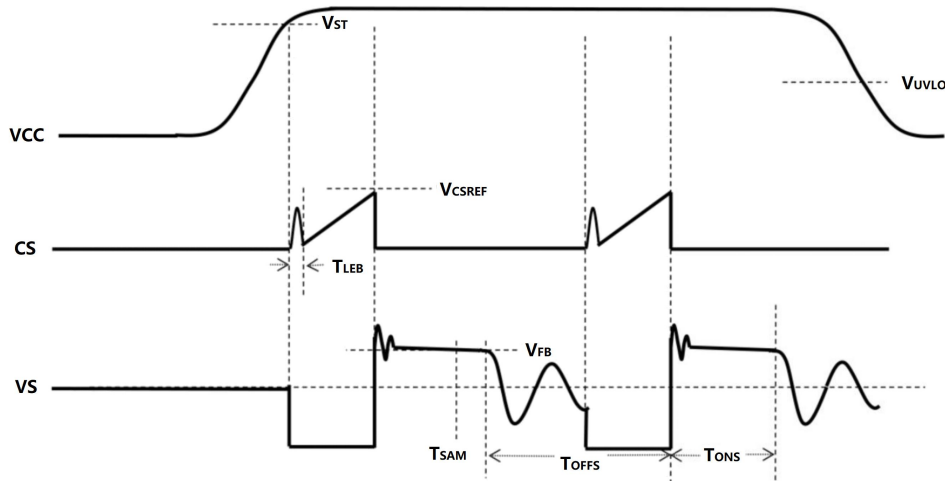 VST
VUVLO
VCC
VCSREF
CS
TLEB
VFB
VS
TSAM
TOFFS
TONS